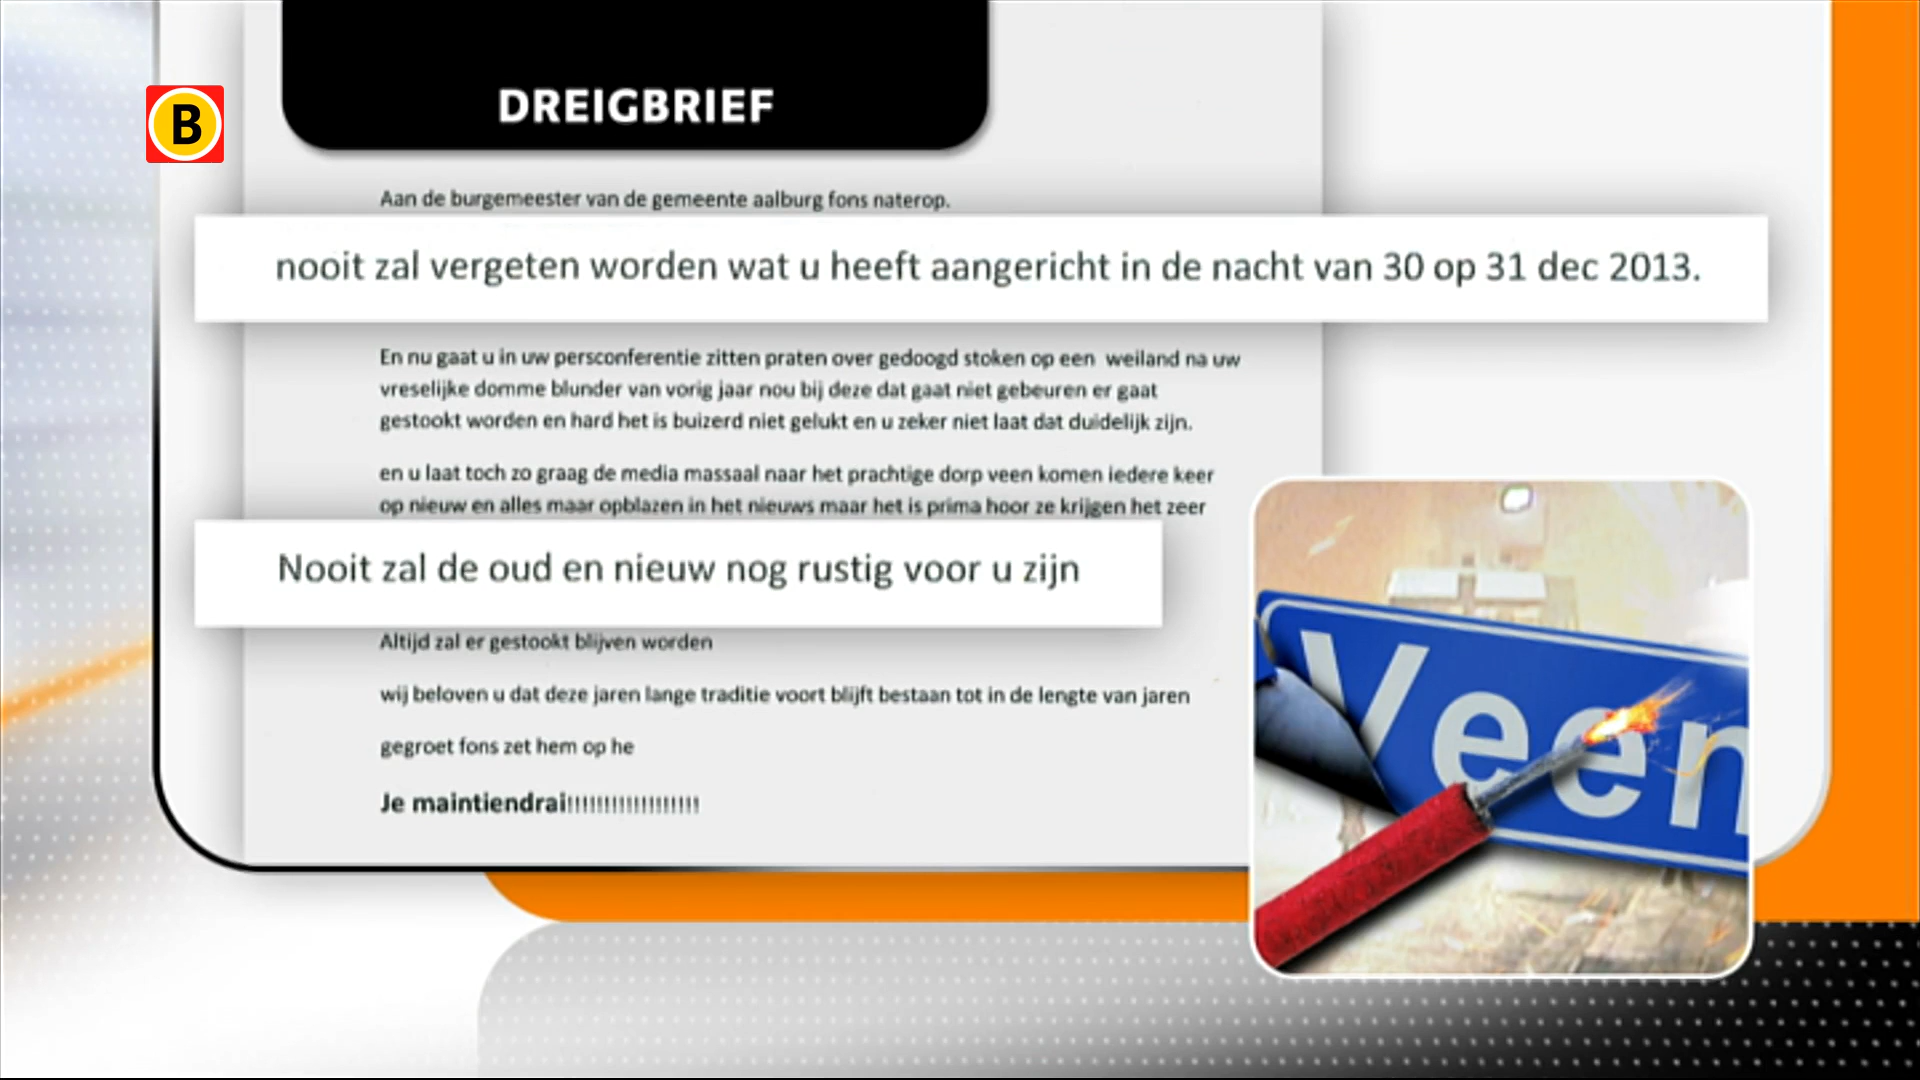 B
DREIGBRIEF
Aan de burgemeester van de gemeente aalburg fons naterop.
nooit zal vergeten worden wat u heeft aangericht in de nacht van 30 op 31 dec 2013.
En nu gaat u in uw persconferentie zitten praten over gedoogd stoken op een weiland na uw
vreselijke domme blunder van vorig jaar nou bij deze dat gaat niet gebeuren er gaat
gestookt worden en hard het is buizerd niet gelukt en u zeker niet laat dat duidelijk zijn.
en u laat toch zo graag de media massaal naar het prachtige dorp veen komen iedere keer
op nieuw en alles maar opblazen in het nieuws maar het is prima hoor ze krijgen het zeer
Nooit zal de oud en nieuw nog rustig voor u zijn
Altijd zal er gestookt blijven worden
wij beloven u dat deze jaren lange traditie voort blijft bestaan tot in de lengte van jaren
gegroet fons zet hem op he
Je maintiendrai!!!!!!!!!!!!!!!!!!!
Veen